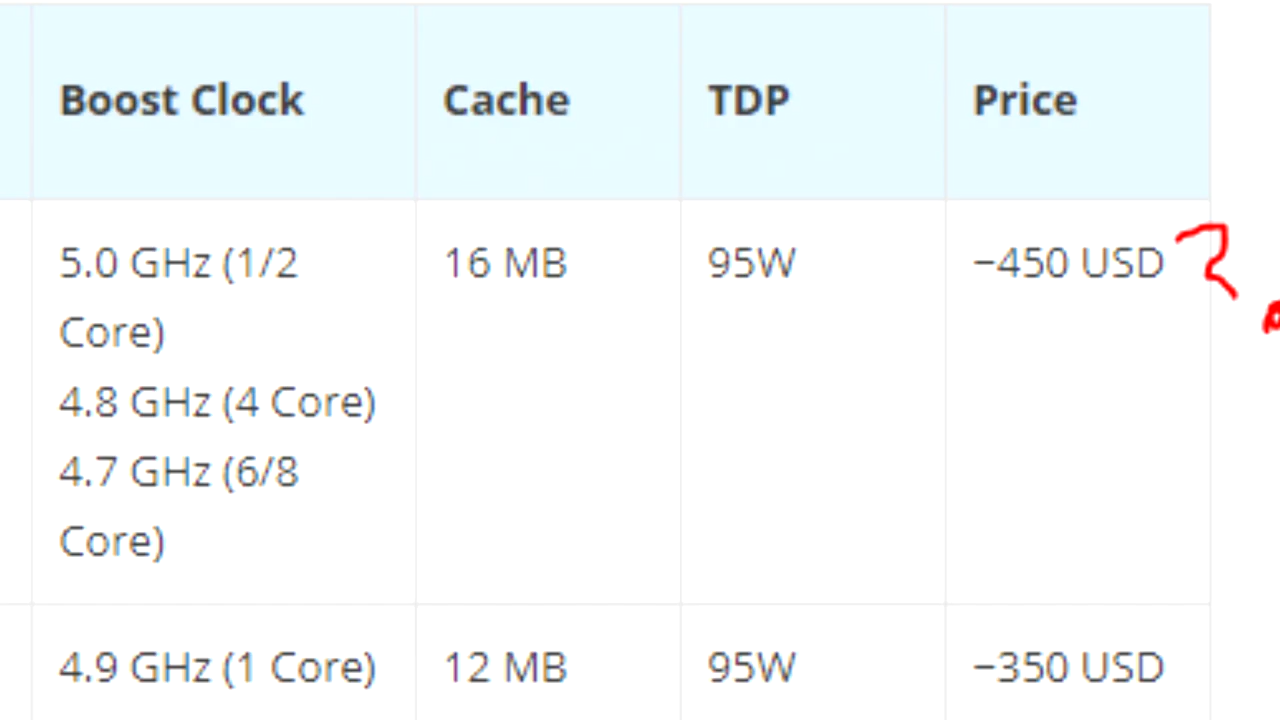 Boost Clock Cache TDP Price
5.0 GHz (1/2 16 MB 95W −450 USD
Core)
4.8 GHz (4 Core)
4.7 GHz (6/8
Core)
4.9 GHz (1 Core) 12 MB 95W −350 USD